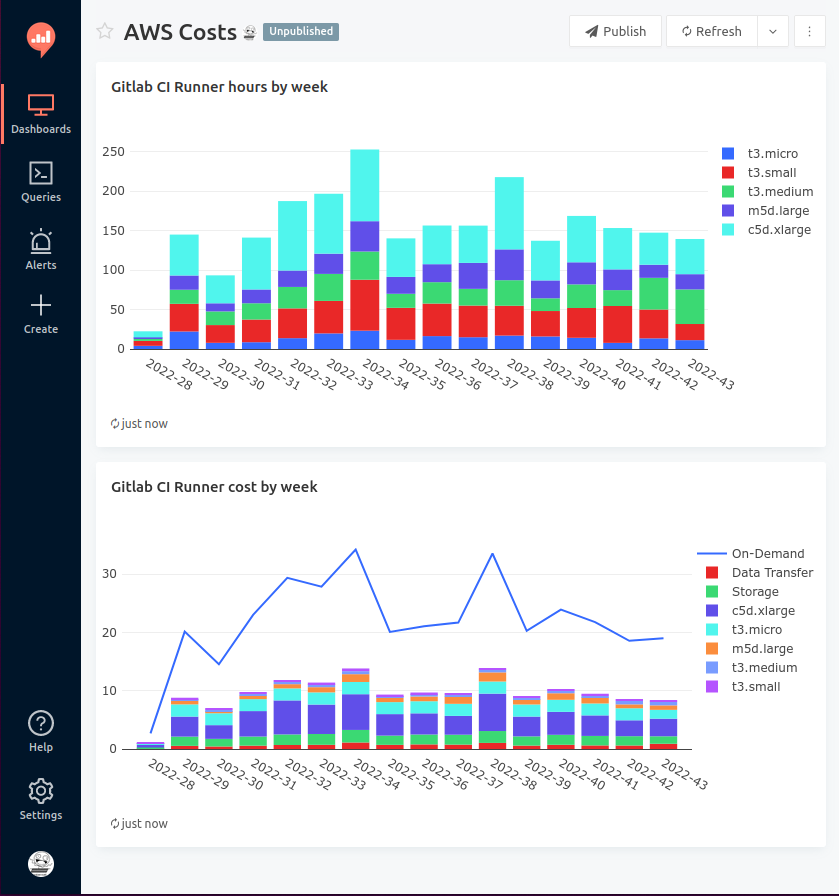 AWS Costs Unpublished
Publish
Refresh
Dashboards
Queries
Alerts
Create
Help
Settings
Gitlab CI Runner hours by week
250
200
150
100
50
0
2022-28
2022-29
2022-30
2022-31
2022-32
2022-33
2022-34
2022-35
2022-36
2022-37
2022-38
2022-39
2022-40
2022-41
2022-42
2022-43
t3.micro
t3.small
t3.medium
m5d.large
c5d.xlarge
just now
Gitlab CI Runner cost by week
30
20
10
0
2022-28
2022-29
2022-30
2022-31
2022-32
2022-33
2022-34
2022-35
2022-36
2022-37
2022-38
2022-39
2022-40
2022-41
2022-42
2022-43
On-Demand
Data Transfer
Storage
c5d.xlarge
t3.micro
m5d.large
t3.medium
t3.small
just now